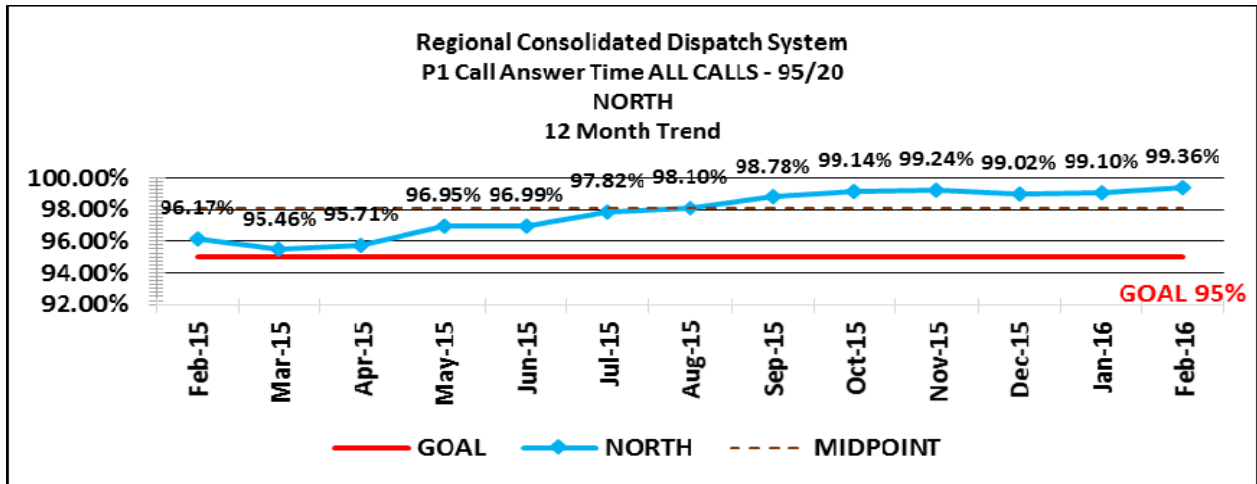 Regional Consolidated Dispatch System
P1 Call Answer Time ALL CALLS - 95/20
NORTH
12 Month Trend
96.17% 95.46% 95.71% 96.95% 96.99% 97.82% 98.10% 98.78% 99.14% 99.24% 99.02% 99.10% 99.36%
100.00%
98.00%
96.00%
94.00%
92.00%
GOAL 95%
Feb-15 Mar-15 Apr-15 May-15 Jun-15 Jul-15 Aug-15 Sep-15 Oct-15 Nov-15 Dec-15 Jan-16 Feb-16
GOAL NORTH MIDPOINT